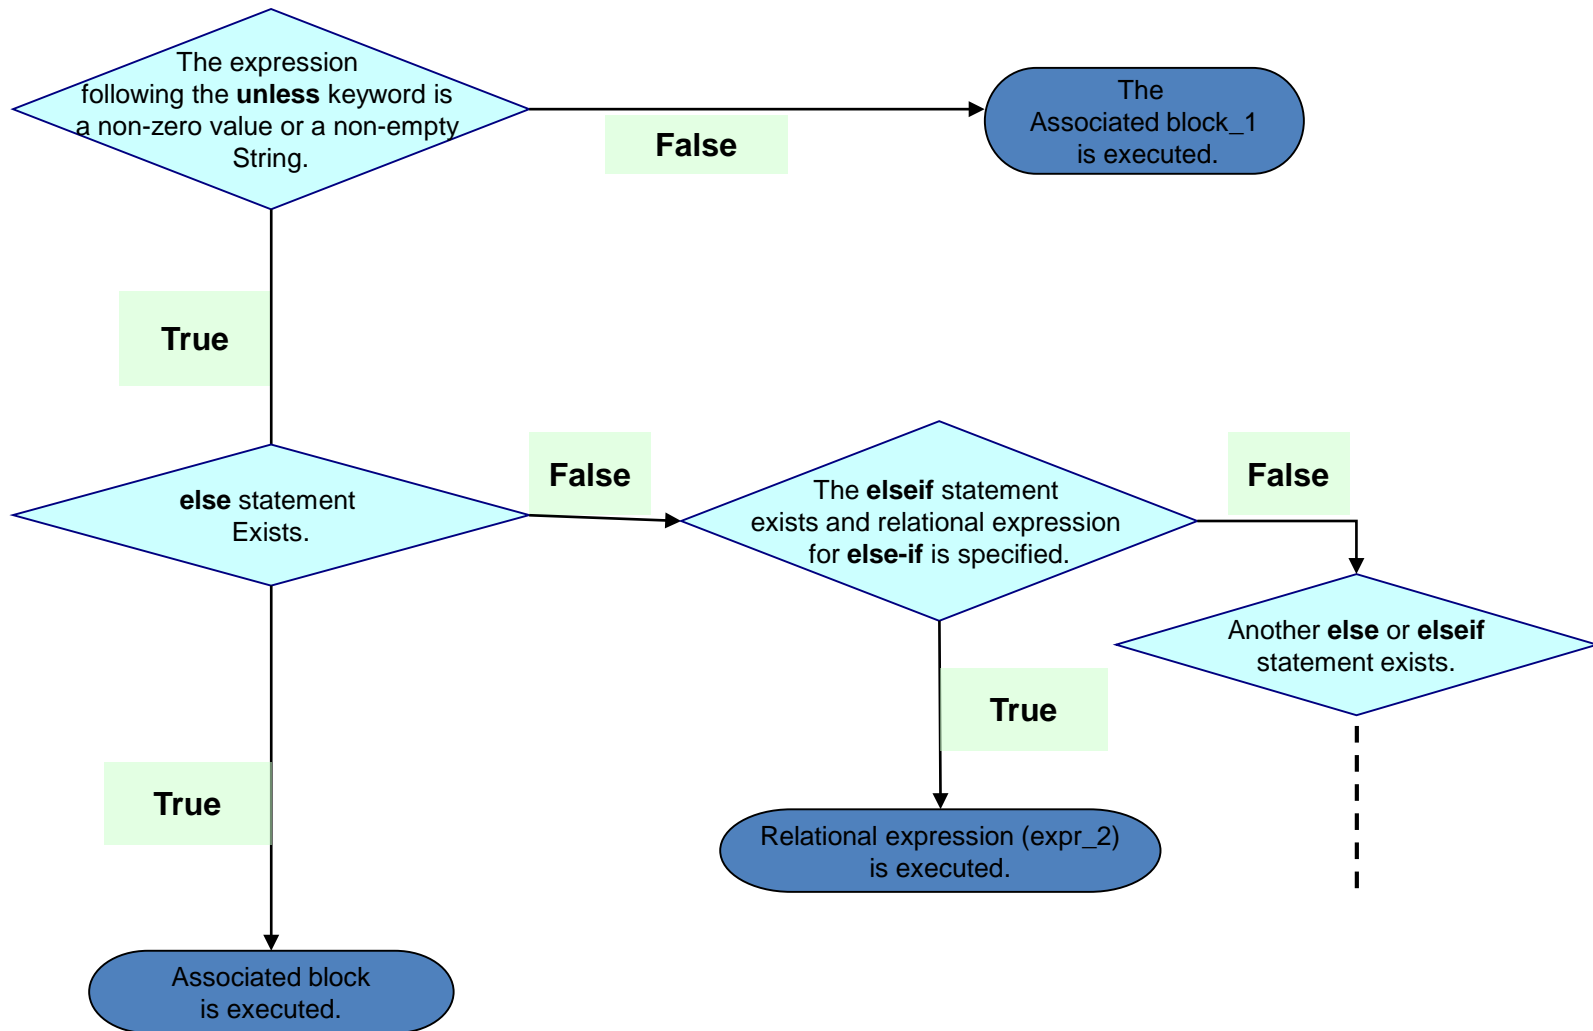 The expression
following the unless keyword is
a non-zero value or a non-empty
String.
False
The
Associated block_1
is executed.
True
else statement
Exists.
False
The elseif statement
exists and relational expression
for else-if is specified.
False
Another else or elseif
statement exists.
True
True
Relational expression (expr_2)
is executed.
Associated block
is executed.